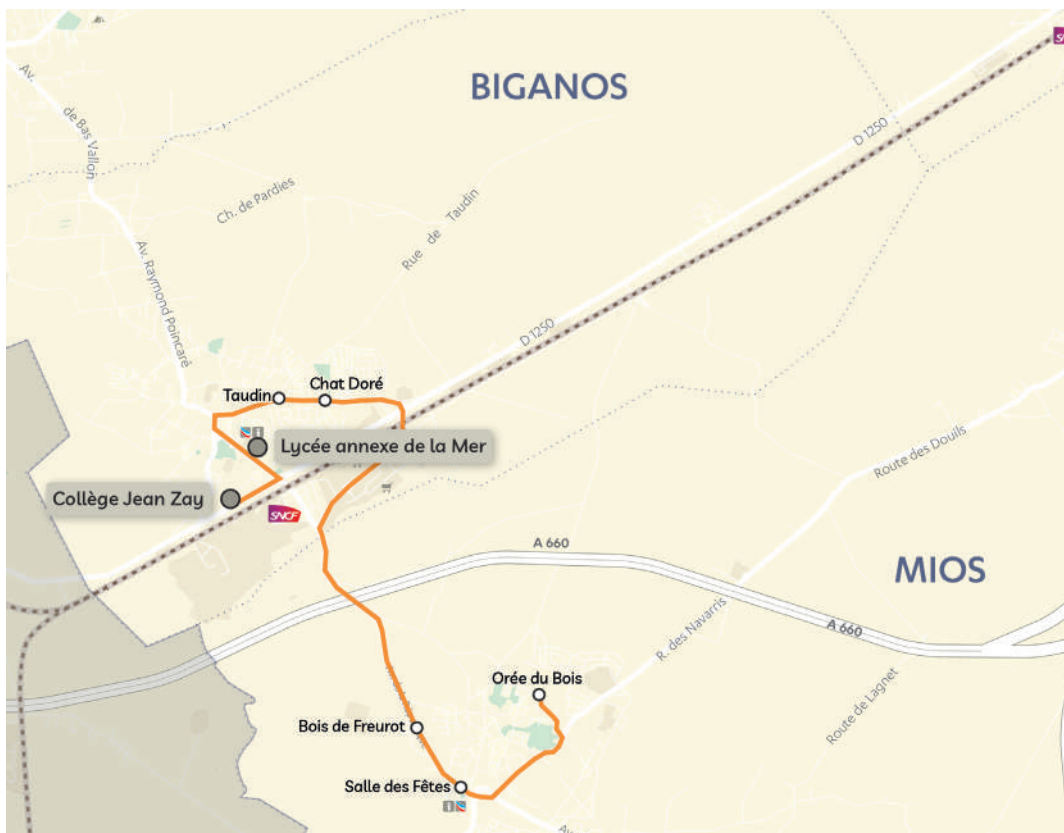 BIGANOS
Av.
de Bas Vallon
D 1250
Ch. de Pardies
Rue de Taudin
Av. Raymond Poincaré
D 1250
Chat Doré
Taudin
Lycée annexe de la Mer
Collège Jean Zay
SNCF
Route des Douils
A 660
MIOS
R. des Navarris
A 660
Orée du Bois
Route de Lagnet
Bois de Freurot
Salle des Fêtes
Av